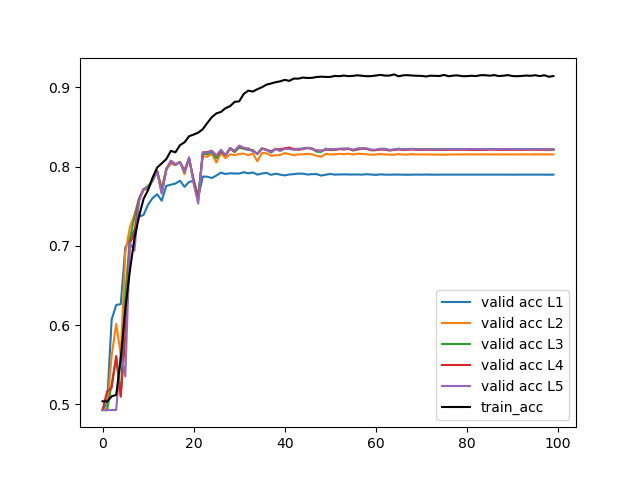 0.9
0.8
0.7
0.6
0.5
valid acc L1
valid acc L2
valid acc L3
valid acc L4
valid acc L5
train_acc
0 20 40 60 80 100